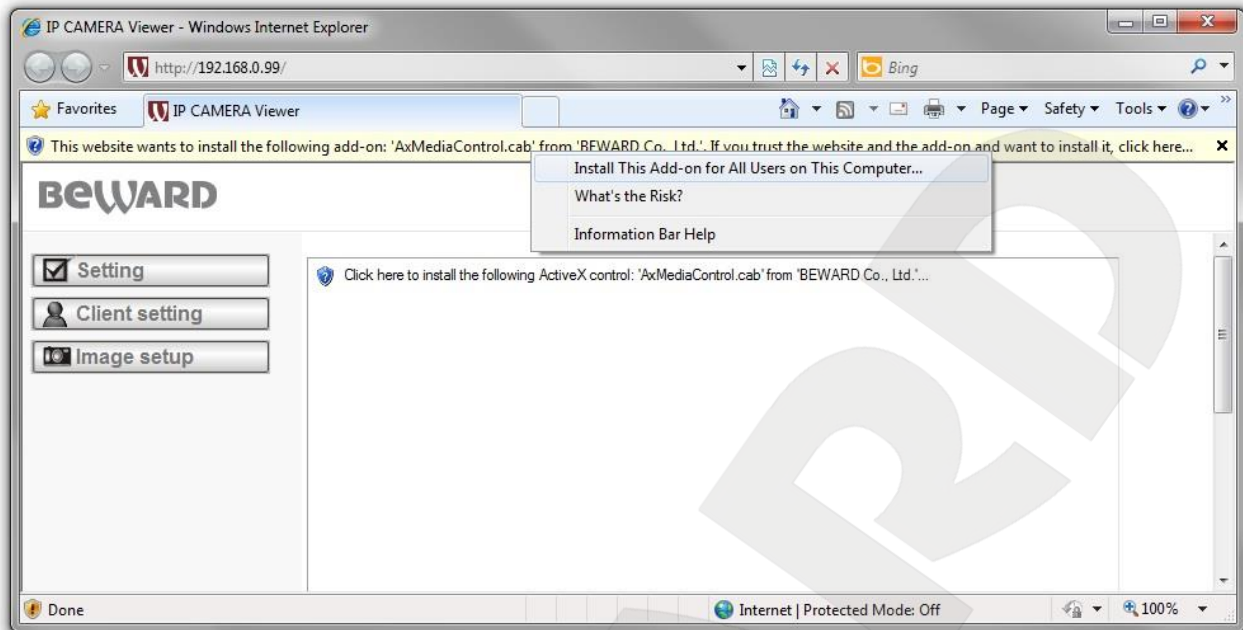 IP CAMERA Viewer - Windows Internet Explorer
http://192.168.0.99/
Bing
Favorites
IP CAMERA Viewer
Page
Safety
Tools
This website wants to install the following add-on: 'AxMediaControl.cab' from 'BEWARD Co., Ltd.'. If you trust the website and the add-on and want to install it, click here...
Install This Add-on for All Users on This Computer...
What's the Risk?
Information Bar Help
BEWARD
Setting
Client setting
Image setup
Click here to install the following ActiveX control: 'AxMediaControl.cab' from 'BEWARD Co., Ltd.'...
Done
Internet | Protected Mode: Off
100%